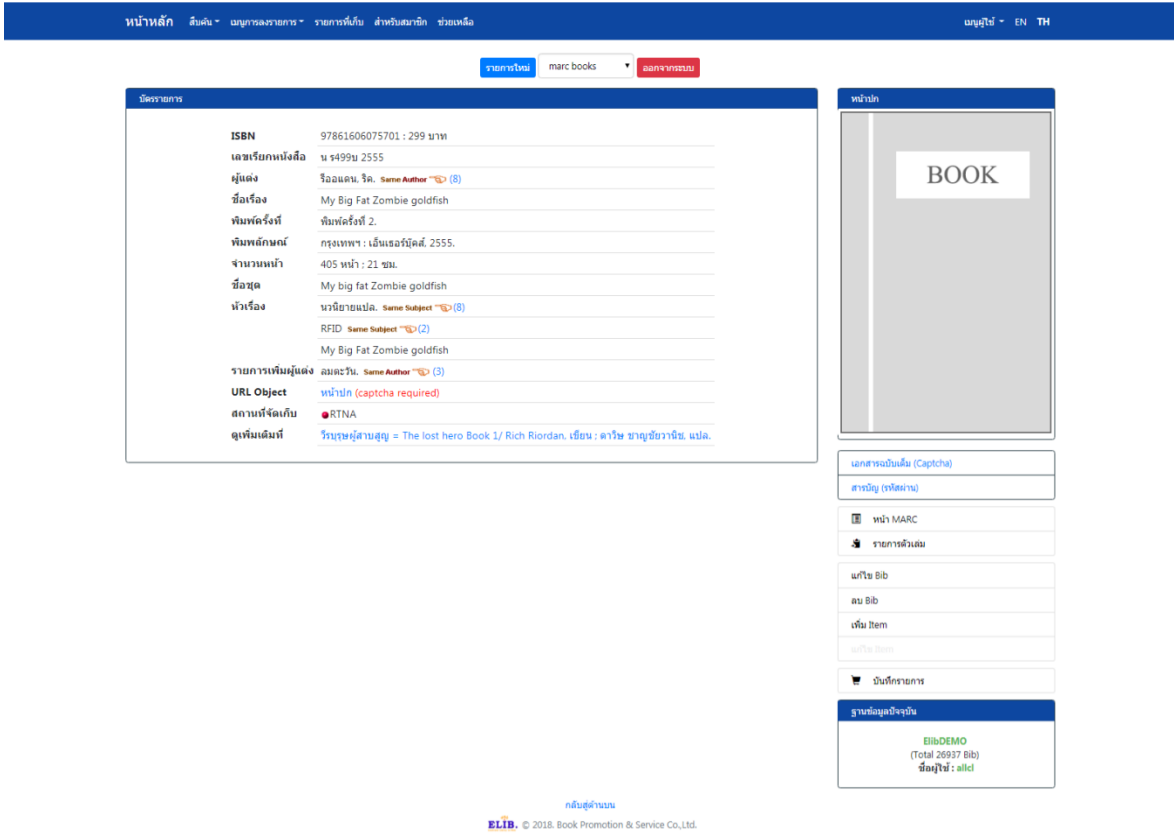 หน้าหลัก สืบค้น เมนูการลงรายการ รายการที่เก็บ สำหรับสมาชิก ช่วยเหลือ เมนูผู้ใช้ EN TH
รายการใหม่ marc books ออกจากระบบ
บัตรรายการ
ISBN 97861606075701 : 299 บาท
เลขเรียกหนังสือ น ร499บ 2555
ผู้แต่ง รีออแดน, ริค. Same Author (8)
ชื่อเรื่อง My Big Fat Zombie goldfish
พิมพ์ครั้งที่ พิมพ์ครั้งที่ 2.
พิมพลักษณ์ กรุงเทพฯ : เอ็นเธอร์บุ๊คส์, 2555.
จำนวนหน้า 405 หน้า ; 21 ซม.
ชื่อชุด My big fat Zombie goldfish
หัวเรื่อง นวนิยายแปล. Same Subject (8)
RFID Same Subject (2)
My Big Fat Zombie goldfish
รายการเพิ่มผู้แต่ง ลมตะวัน. Same Author (3)
URL Object หน้าปก (captcha required)
สถานที่จัดเก็บ RTNA
ดูเพิ่มเติมที่ วีรบุรุษผู้สาบสูญ = The lost hero Book 1/ Rich Riordan, เขียน : ดาวิษ ชาญชัยวานิช, แปล.
หน้าปก
BOOK
เอกสารฉบับเต็ม (Captcha)
สารบัญ (รหัสผ่าน)
หน้า MARC
รายการตัวเล่ม
แก้ไข Bib
ลบ Bib
เพิ่ม Item
แก้ไข Item
บันทึกรายการ
ฐานข้อมูลปัจจุบัน
ElibDEMO
(Total 26937 Bib)
ชื่อผู้ใช้ : allcl
กลับสู่ด้านบน
ELIB. © 2018. Book Promotion & Service Co.,Ltd.